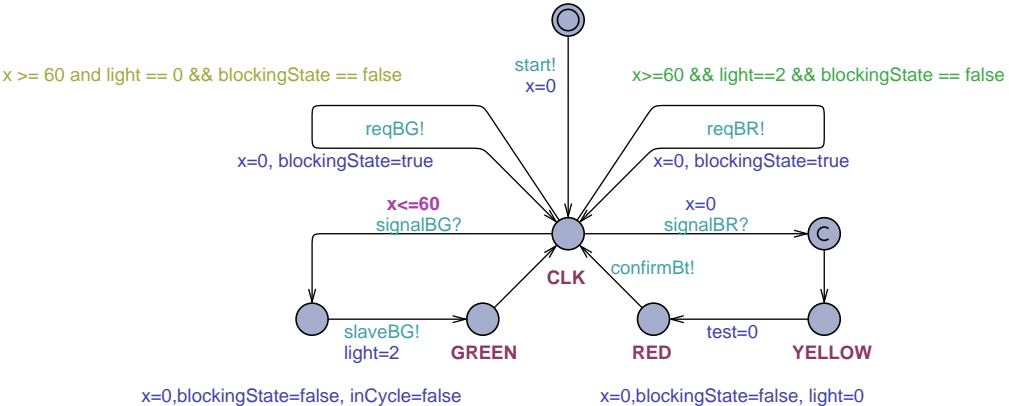 start!
x=0
x >= 60 and light == 0 && blockingState == false
x>=60 && light==2 && blockingState == false
reqBG!
reqBR!
x=0, blockingState=true
x=0, blockingState=true
x<=60
signalBG?
x=0
signalBR?
C
CLK
confirmBt!
slaveBG!
light=2
GREEN
RED
test=0
YELLOW
x=0,blockingState=false, inCycle=false
x=0,blockingState=false, light=0